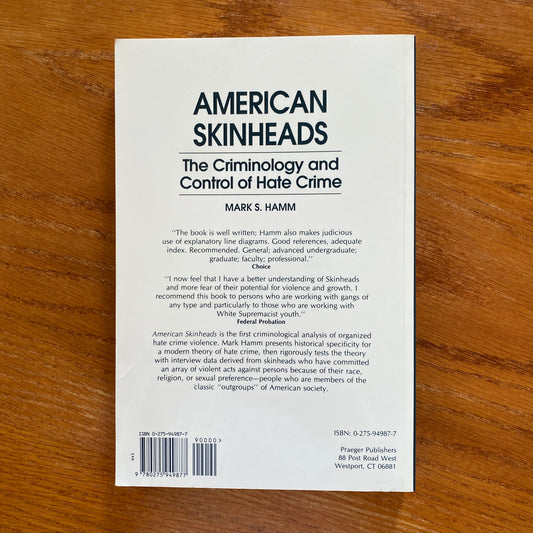 AMERICAN
SKINHEADS
The Criminology and
Control of Hate Crime
MARK S. HAMM
"The book is well written; Hamm also makes judicious
use of explanatory line diagrams. Good references, adequate
index. Recommended. General; advanced undergraduate;
graduate; faculty; professional."
Choice
"I now feel that I have a better understanding of Skinheads
and more fear of their potential for violence and growth. I
recommend this book to persons who are working with gangs of
any type and particularly to those who are working with
White Supremacist youth."
Federal Probation
American Skinheads is the first criminological analysis of organized
hate crime violence. Mark Hamm presents historical specificity for
a modern theory of hate crime, then rigorously tests the theory
with interview data derived from skinheads who have committed
an array of violent acts against persons because of their race,
religion, or sexual preference—people who are members of the
classic "outgroups" of American society.
ISBN 0-275-94987-7
90000>
9 780275 949877
ISBN: 0-275-94987-7
Praeger Publishers
88 Post Road West
Westport, CT 06881